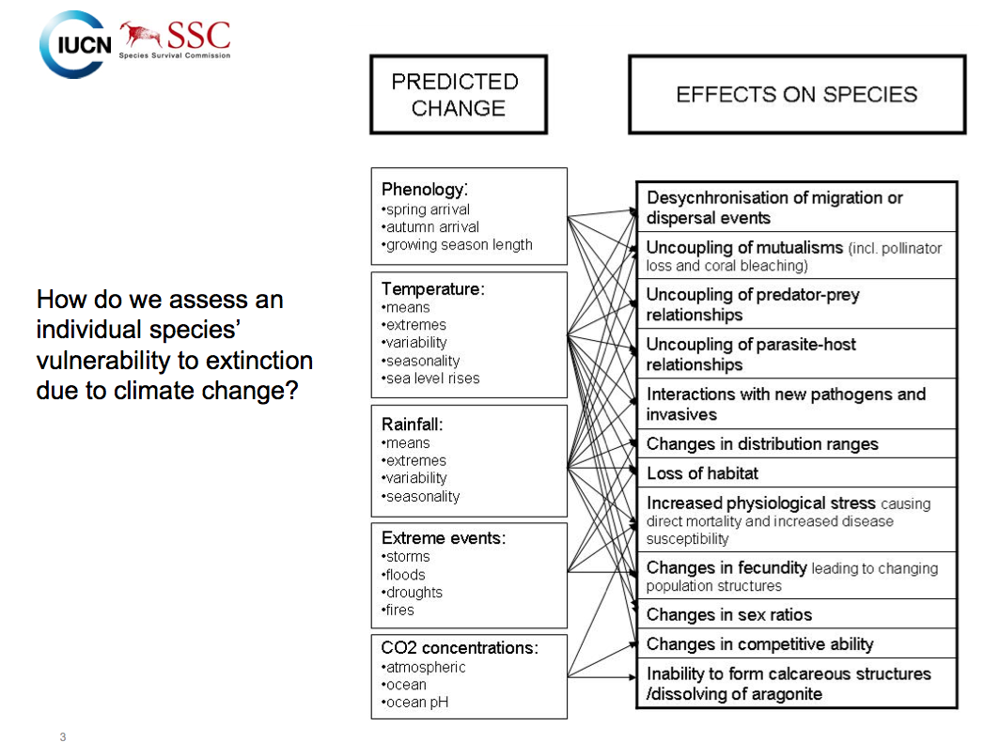 IUCN
SSC
Species Survival Commission
PREDICTED
CHANGE
EFFECTS ON SPECIES
How do we assess an
individual species’
vulnerability to extinction
due to climate change?
Phenology:
•spring arrival
•autumn arrival
•growing season length
Temperature:
•means
•extremes
•variability
•seasonality
•sea level rises
Rainfall:
•means
•extremes
•variability
•seasonality
Extreme events:
•storms
•floods
•droughts
•fires
CO2 concentrations:
•atmospheric
•ocean
•ocean pH
Desycnhronisation of migration or
dispersal events
Uncoupling of mutualisms (incl. pollinator
loss and coral bleaching)
Uncoupling of predator-prey
relationships
Uncoupling of parasite-host
relationships
Interactions with new pathogens and
invasives
Changes in distribution ranges
Loss of habitat
Increased physiological stress causing
direct mortality and increased disease
susceptibility
Changes in fecundity leading to changing
population structures
Changes in sex ratios
Changes in competitive ability
Inability to form calcareous structures
/dissolving of aragonite
3